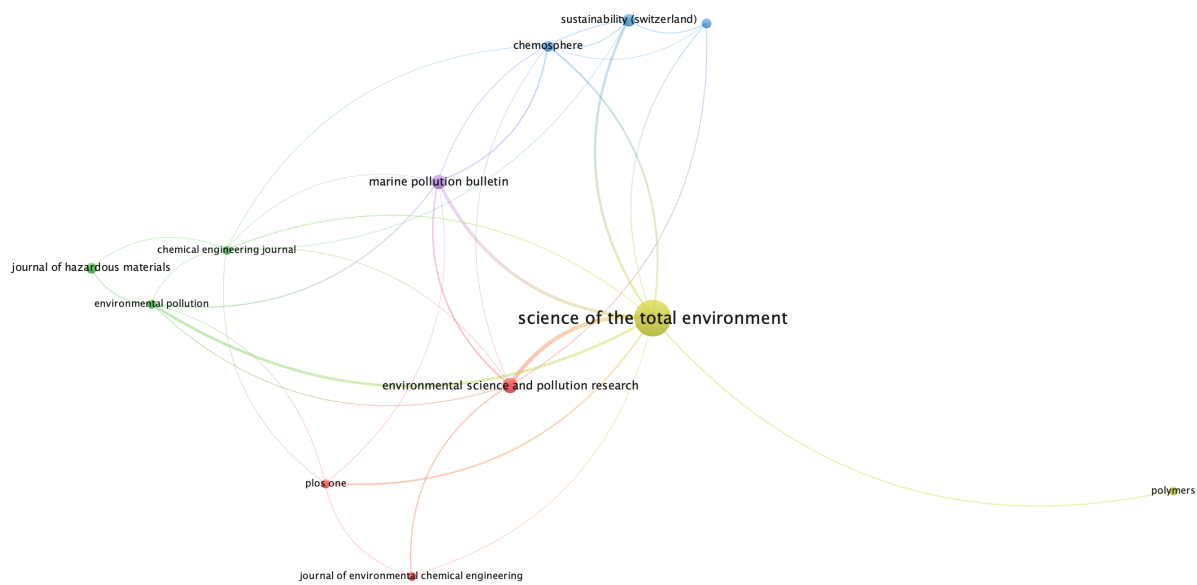 sustainability (switzerland)
chemosphere
marine pollution bulletin
chemical engineering journal
journal of hazardous materials
environmental pollution
science of the total environment
environmental science and pollution research
plos one
polymers
journal of environmental chemical engineering